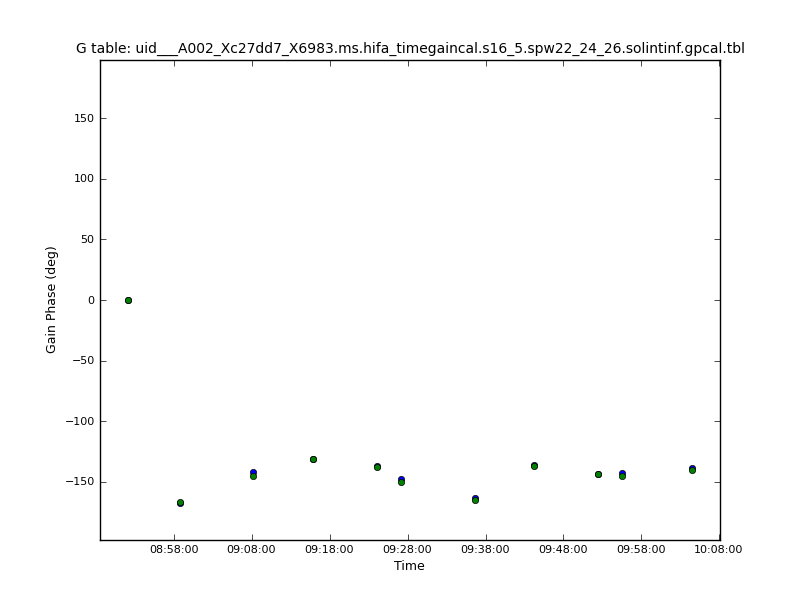 G table: uid___A002_Xc27dd7_X6983.ms.hifa_timegaincal.s16_5.spw22_24_26.solintinf.gpcal.tbl
150
100
50
0
−50
−100
−150
Gain Phase (deg)
08:58:00 09:08:00 09:18:00 09:28:00 09:38:00 09:48:00 09:58:00 10:08:00
Time